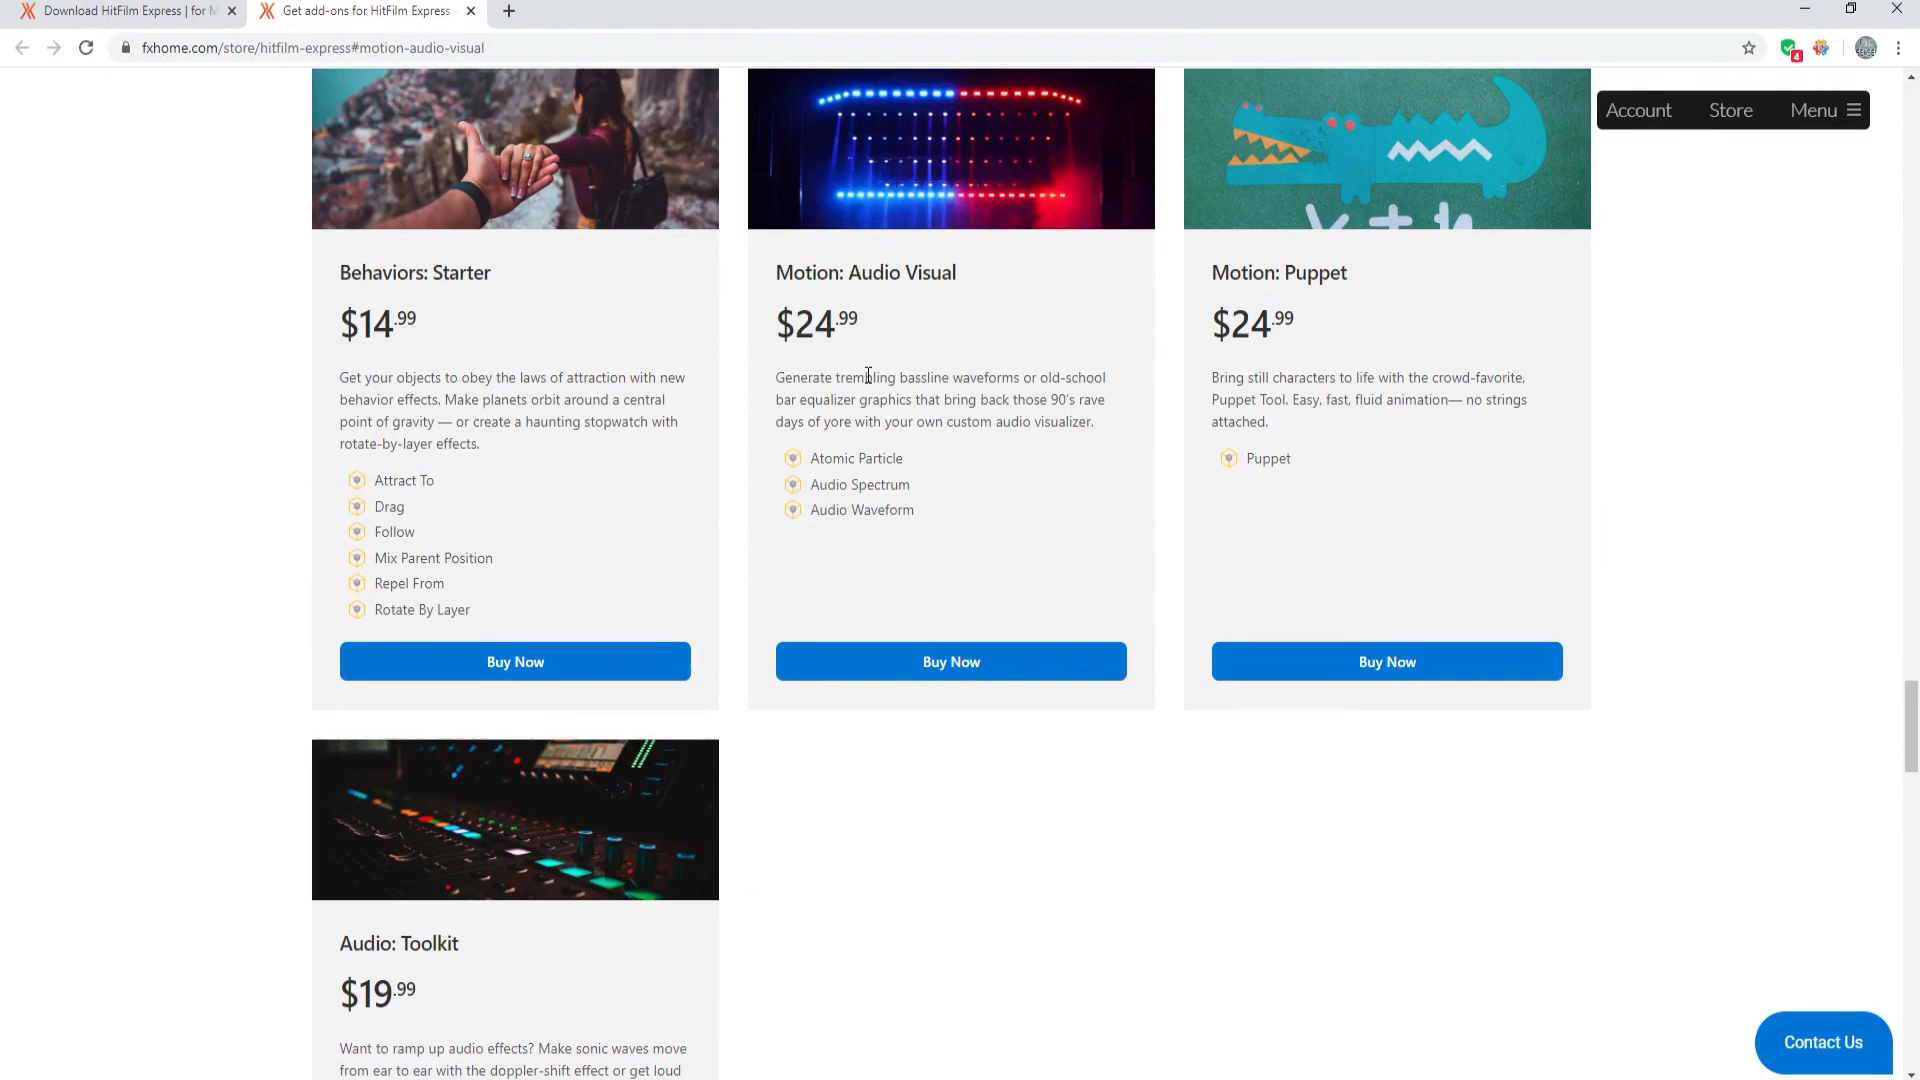 Download HitFilm Express | for M
Get add-ons for HitFilm Express
fxhome.com/store/hitfilm-express#motion-audio-visual
4
Account
Store
Menu
Behaviors: Starter
$14.99
Get your objects to obey the laws of attraction with new
behavior effects. Make planets orbit around a central
point of gravity — or create a haunting stopwatch with
rotate-by-layer effects.
Attract To
Drag
Follow
Mix Parent Position
Repel From
Rotate By Layer
Buy Now
Motion: Audio Visual
$24.99
Generate trembling bassline waveforms or old-school
bar equalizer graphics that bring back those 90's rave
days of yore with your own custom audio visualizer.
Atomic Particle
Audio Spectrum
Audio Waveform
Buy Now
Motion: Puppet
$24.99
Bring still characters to life with the crowd-favorite,
Puppet Tool. Easy, fast, fluid animation— no strings
attached.
Puppet
Buy Now
Audio: Toolkit
$19.99
Want to ramp up audio effects? Make sonic waves move
from ear to ear with the doppler-shift effect or get loud
Contact Us